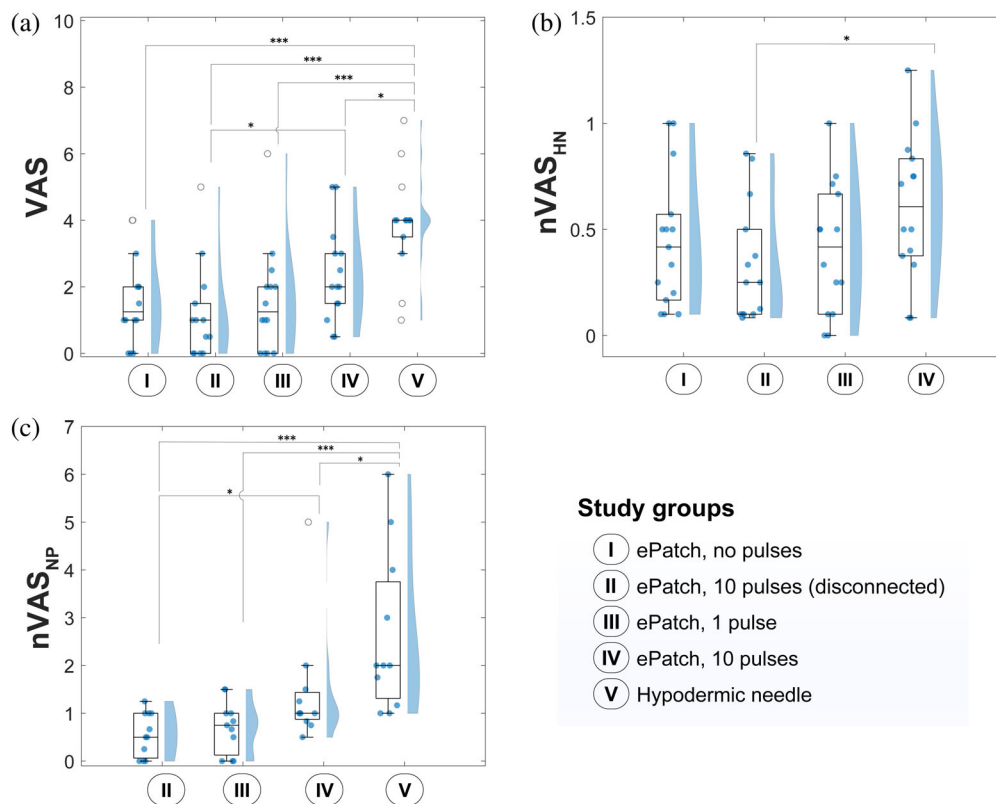 (a)
VAS
10
8
6
4
2
0
***
***
***
*
*
I
II
III
IV
V
(b)
nVASHN
1.5
1
0.5
0
*
I
II
III
IV
(c)
nVASNP
7
6
5
4
3
2
1
0
***
***
*
*
II
III
IV
V
Study groups
I ePatch, no pulses
II ePatch, 10 pulses (disconnected)
III ePatch, 1 pulse
IV ePatch, 10 pulses
V Hypodermic needle